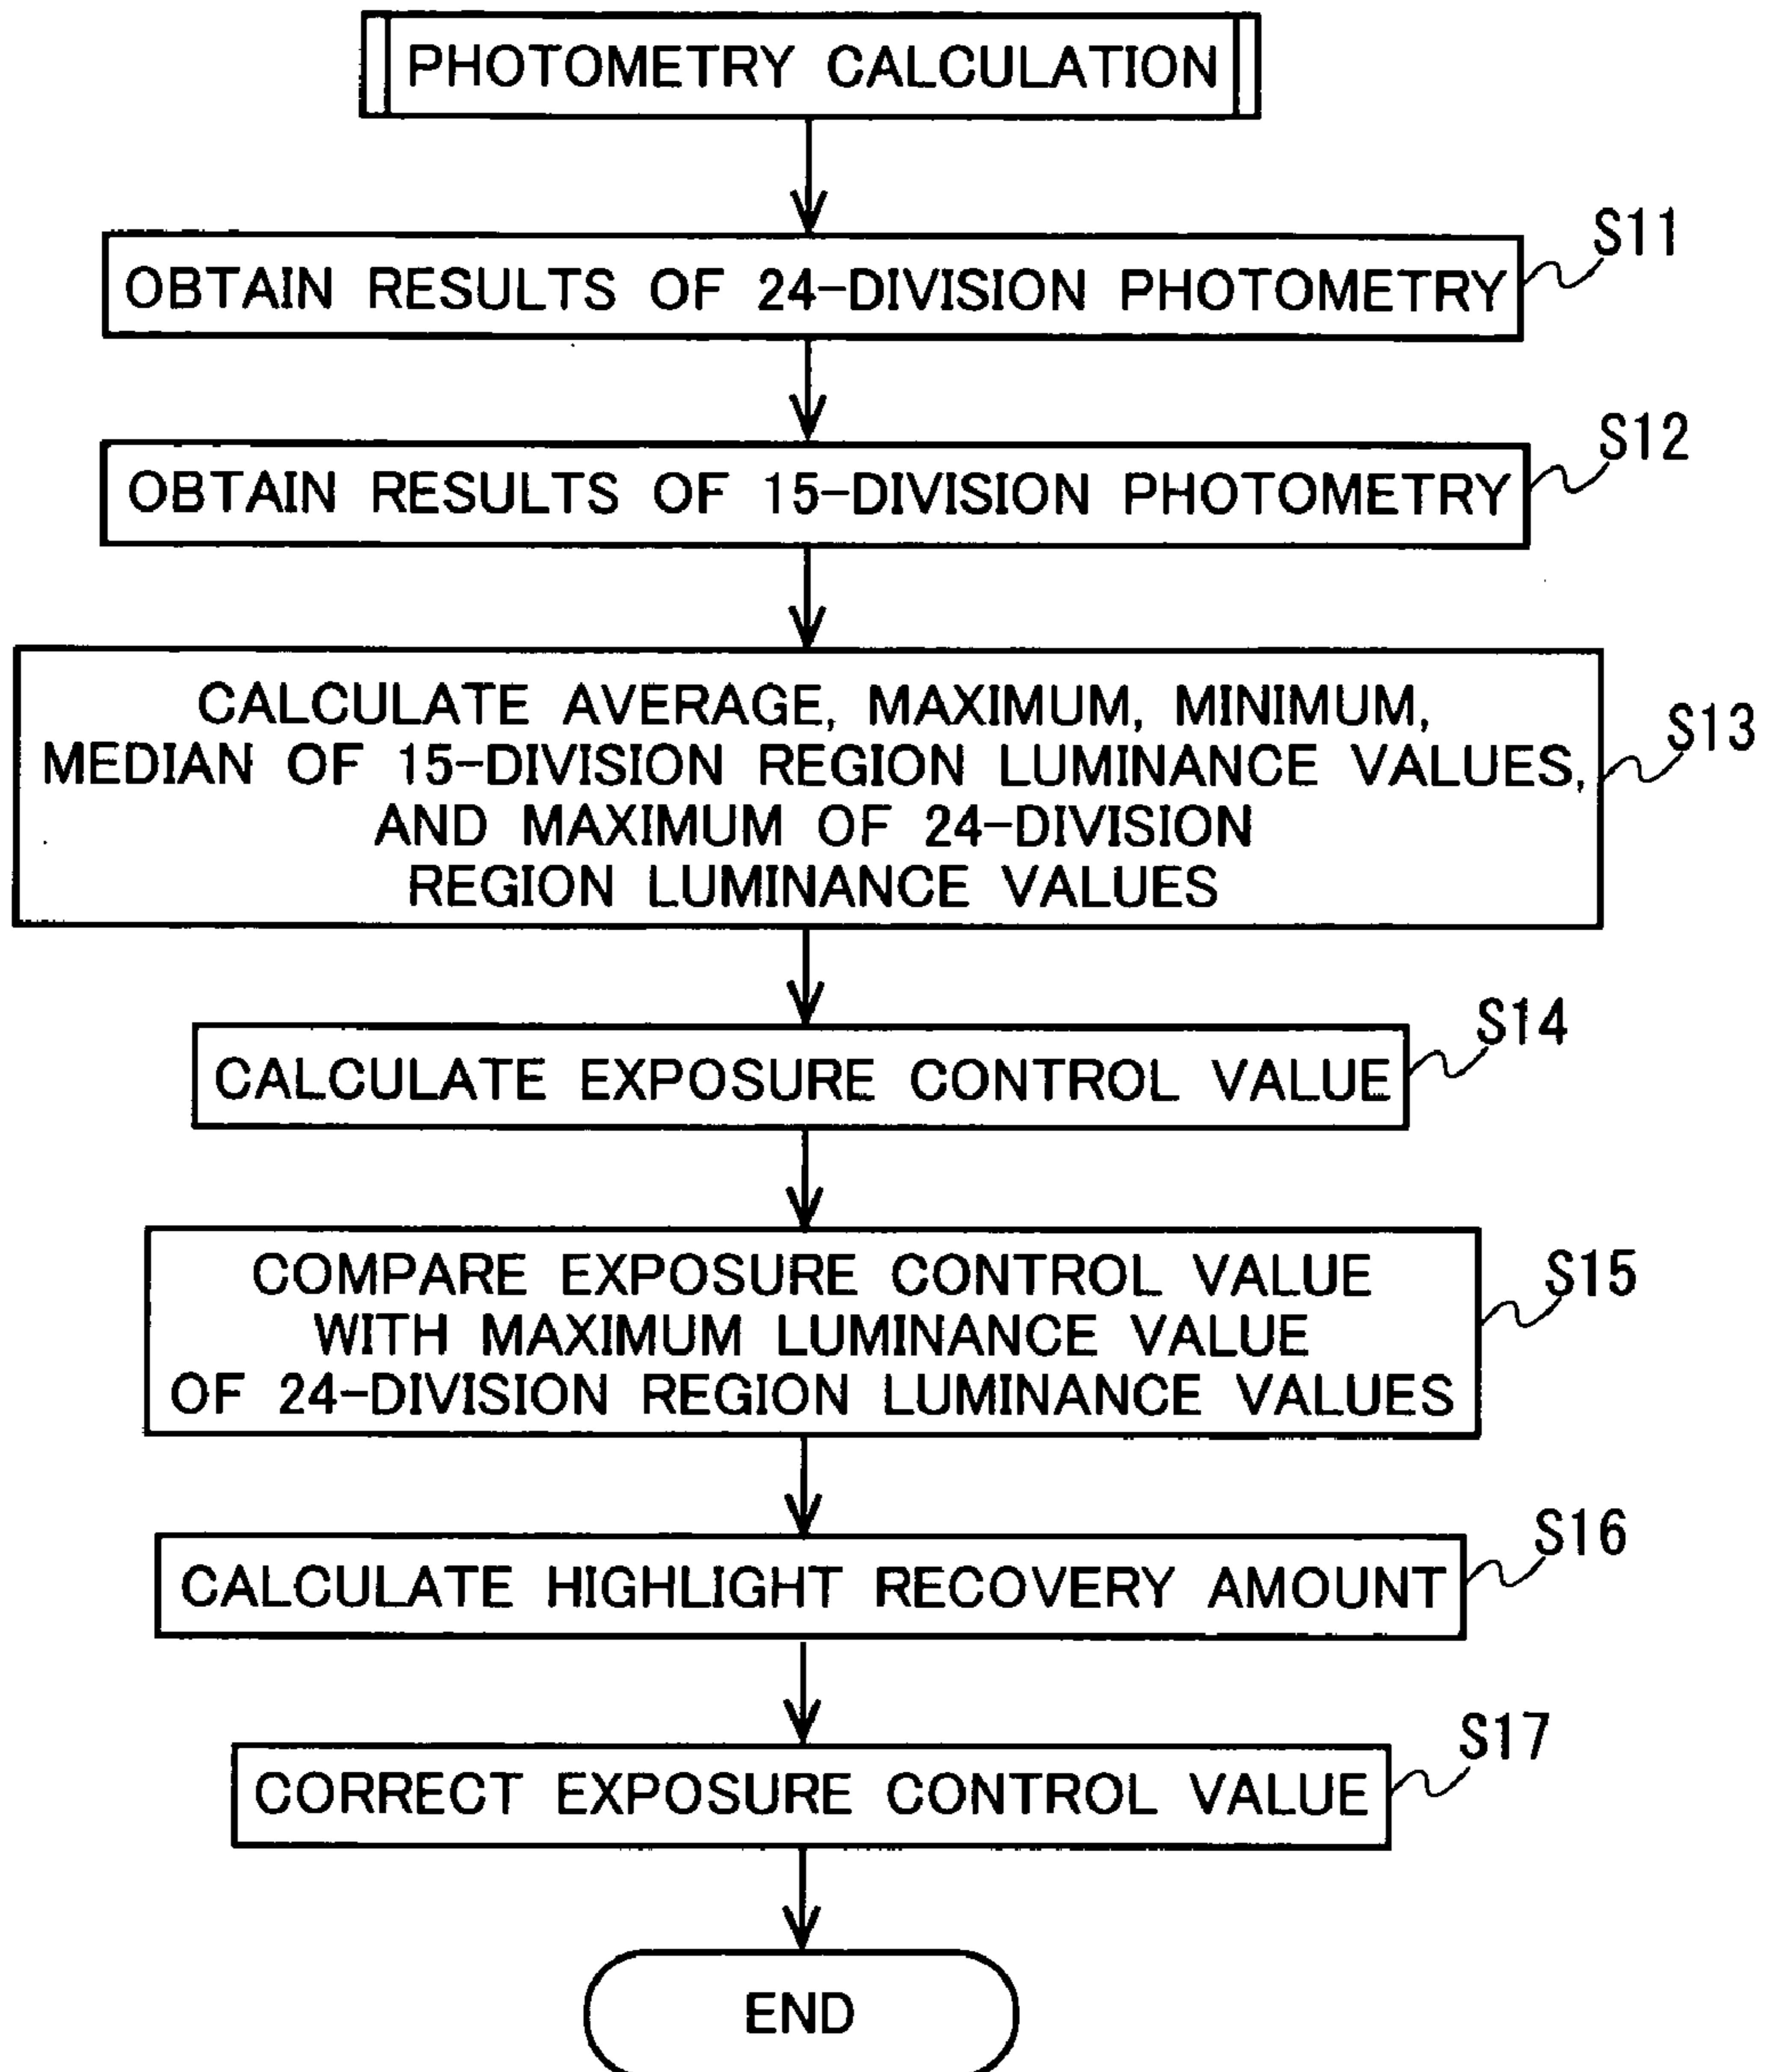 PHOTOMETRY CALCULATION
S11
OBTAIN RESULTS OF 24-DIVISION PHOTOMETRY
S12
OBTAIN RESULTS OF 15-DIVISION PHOTOMETRY
S13
CALCULATE AVERAGE, MAXIMUM, MINIMUM,
MEDIAN OF 15-DIVISION REGION LUMINANCE VALUES,
AND MAXIMUM OF 24-DIVISION
REGION LUMINANCE VALUES
S14
CALCULATE EXPOSURE CONTROL VALUE
S15
COMPARE EXPOSURE CONTROL VALUE
WITH MAXIMUM LUMINANCE VALUE
OF 24-DIVISION REGION LUMINANCE VALUES
S16
CALCULATE HIGHLIGHT RECOVERY AMOUNT
S17
CORRECT EXPOSURE CONTROL VALUE
END